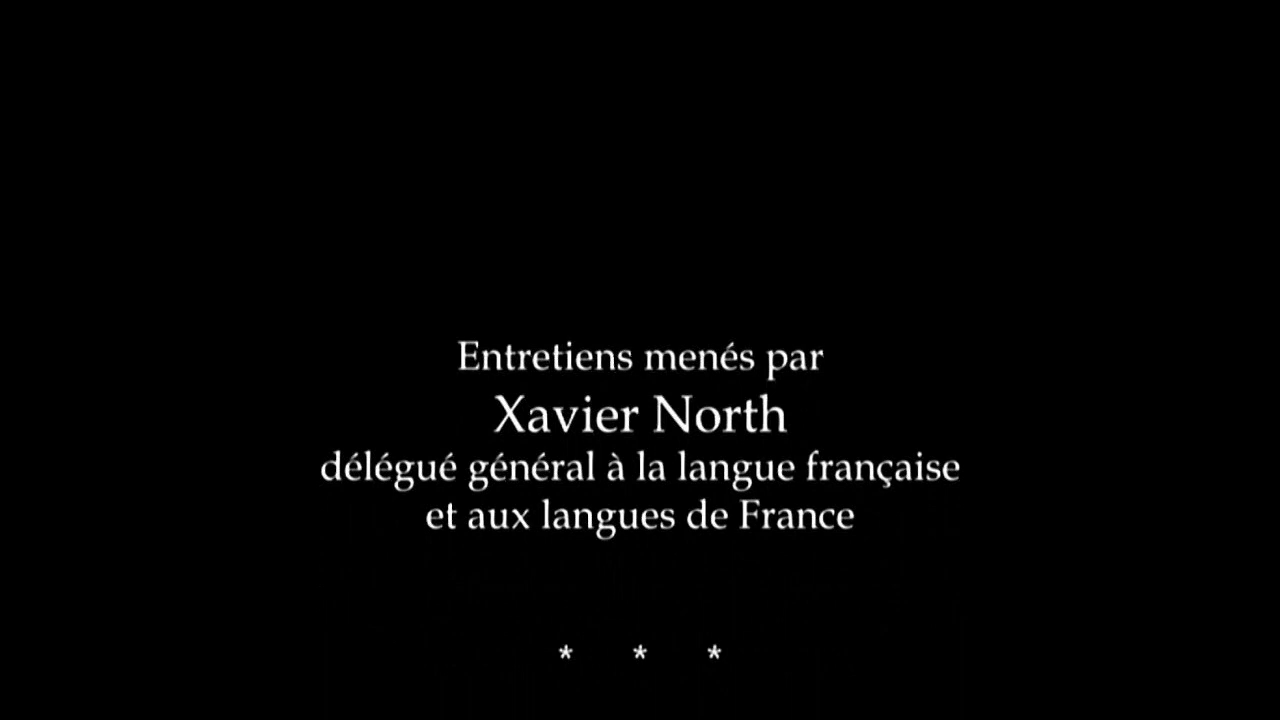 Entretiens menés par
Xavier North
délégué général à la langue française
et aux langues de France
* * *